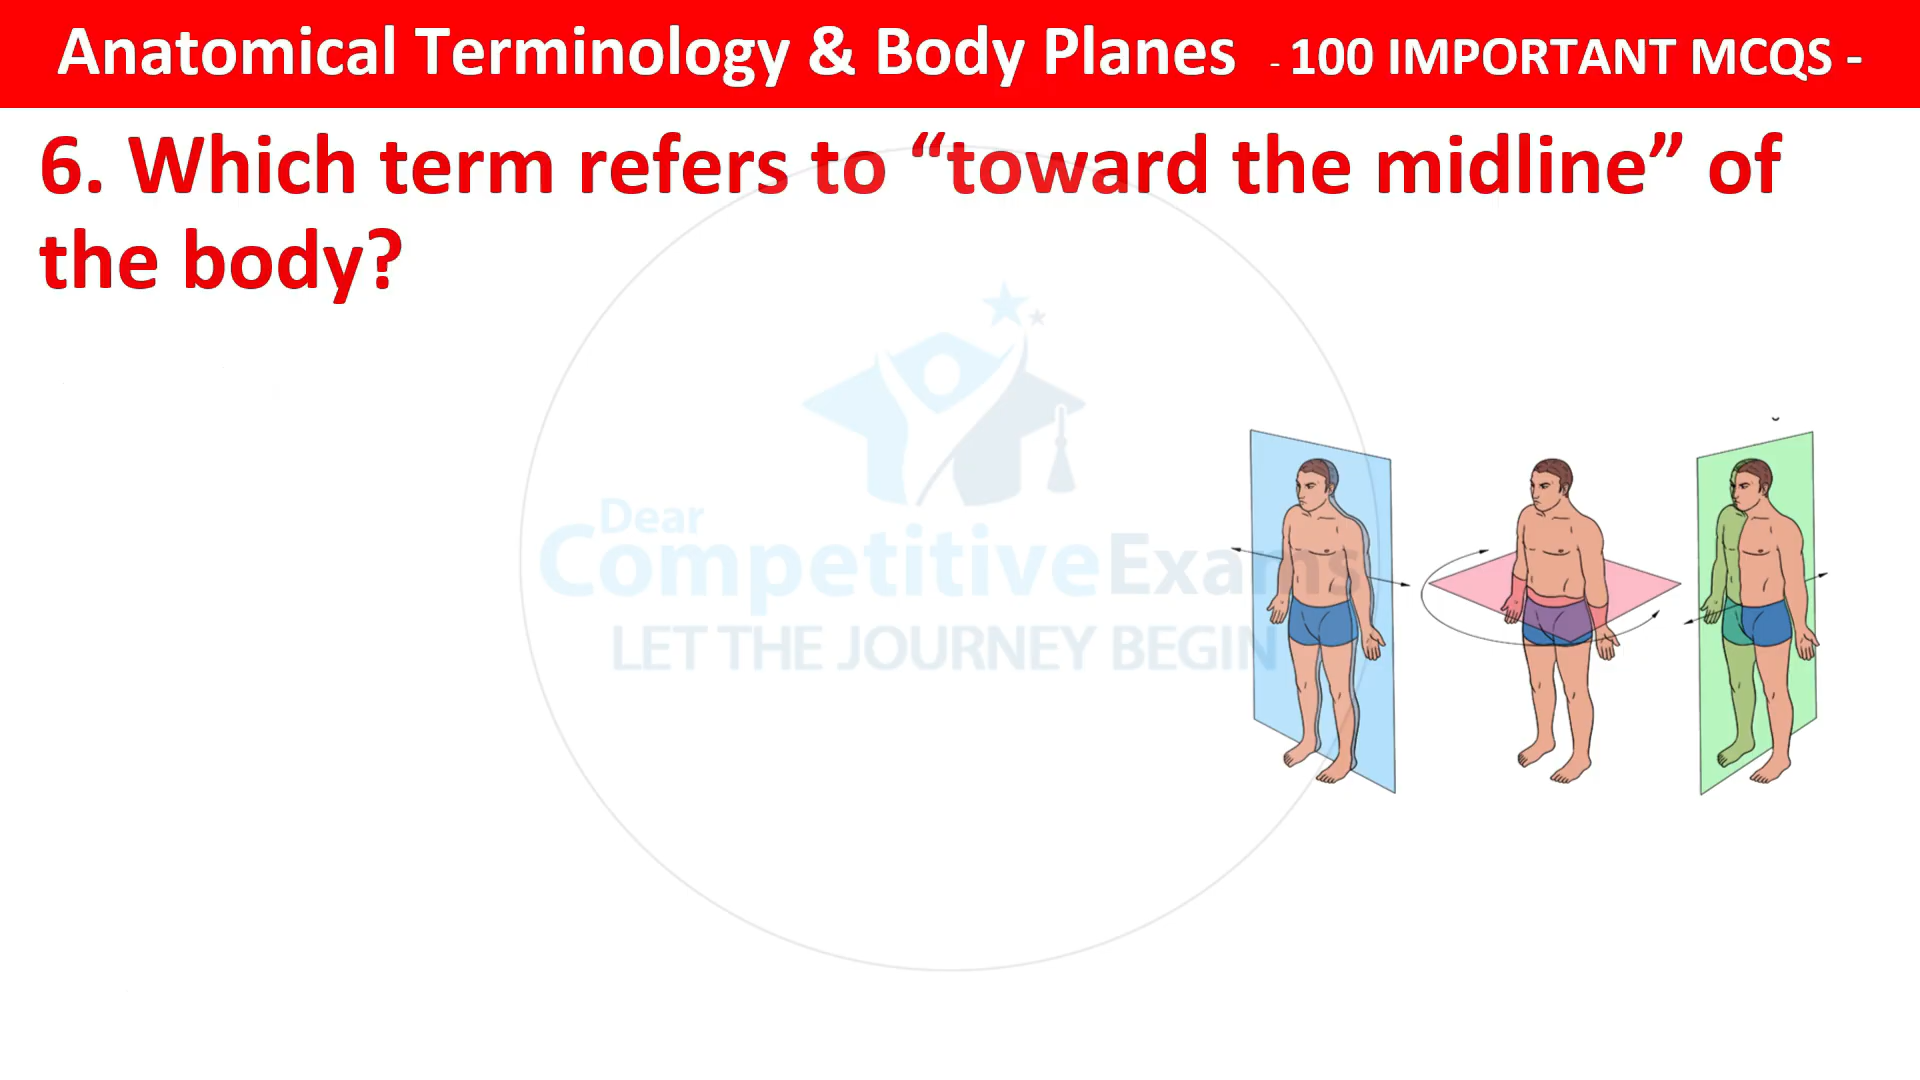 Anatomical Terminology & Body Planes - 100 IMPORTANT MCQS -
6. Which term refers to “toward the midline” of
the body?
Dear
CompetitiveExams
LET THE JOURNEY BEGIN